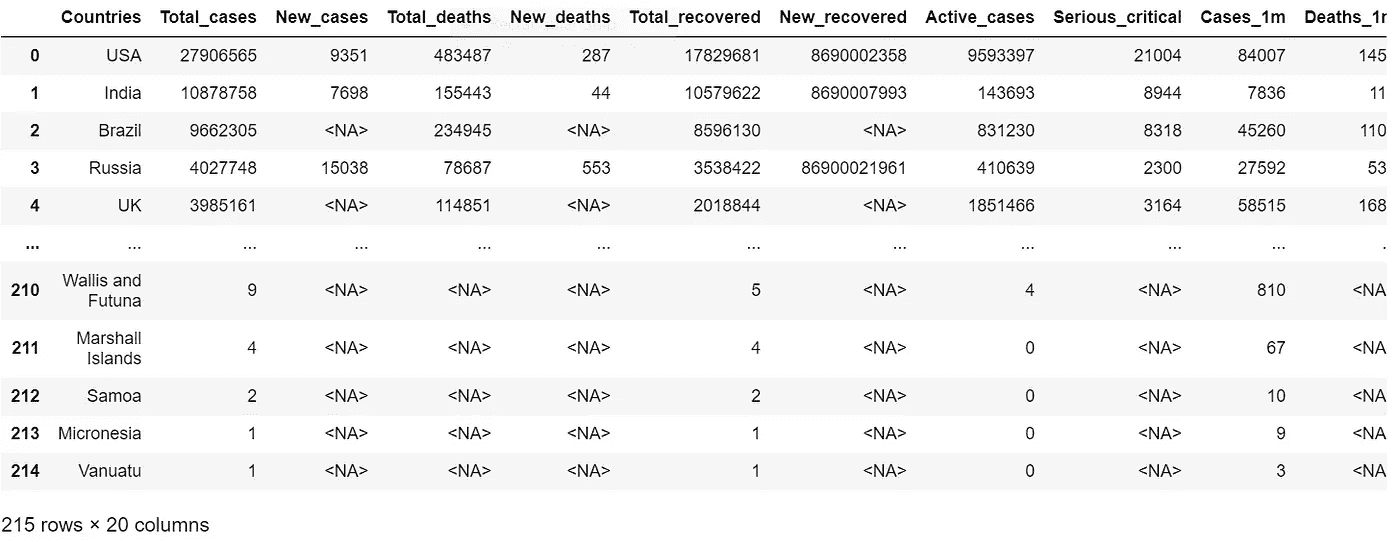 Countries Total_cases New_cases Total_deaths New_deaths Total_recovered New_recovered Active_cases Serious_critical Cases_1m Deaths_1
0 USA 27906565 9351 483487 287 17829681 8690002358 9593397 21004 84007 145
1 India 10878758 7698 155443 44 10579622 8690007993 143693 8944 7836 11
2 Brazil 9662305 <NA> 234945 <NA> 8596130 <NA> 831230 8318 45260 110
3 Russia 4027748 15038 78687 553 3538422 86900021961 410639 2300 27592 53
4 UK 3985161 <NA> 114851 <NA> 2018844 <NA> 1851466 3164 58515 168
... ... ... ... ... ... ... ... ... ... ... .
210 Wallis and Futuna 9 <NA> <NA> <NA> 5 <NA> 4 <NA> 810 <NA
211 Marshall Islands 4 <NA> <NA> <NA> 4 <NA> 0 <NA> 67 <NA
212 Samoa 2 <NA> <NA> <NA> 2 <NA> 0 <NA> 10 <NA
213 Micronesia 1 <NA> <NA> <NA> 1 <NA> 0 <NA> 9 <NA
214 Vanuatu 1 <NA> <NA> <NA> 1 <NA> 0 <NA> 3 <NA
215 rows × 20 columns